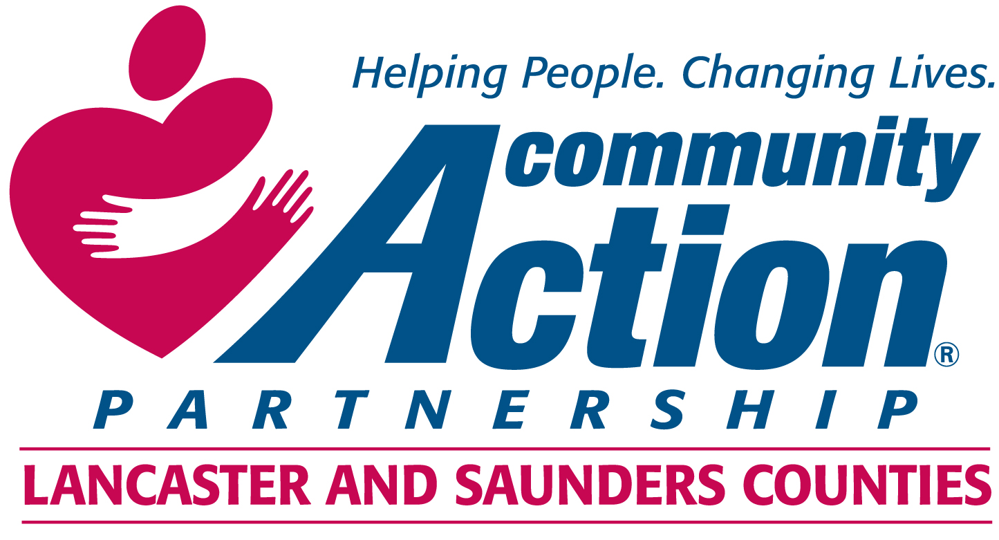 Helping People. Changing Lives.
community
Action®
PARTNERSHIP
LANCASTER AND SAUNDERS COUNTIES